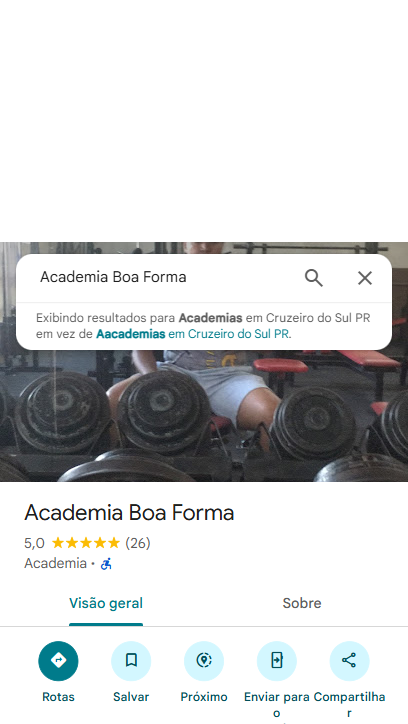 Academia Boa Forma
Exibindo resultados para Academias em Cruzeiro do Sul PR
em vez de Aacademias em Cruzeiro do Sul PR.
Academia Boa Forma
5,0 ★★★★★ (26)
Academia ·
Visão geral
Sobre
Rotas
Salvar
Próximo
Enviar para
o
Compartilha
r